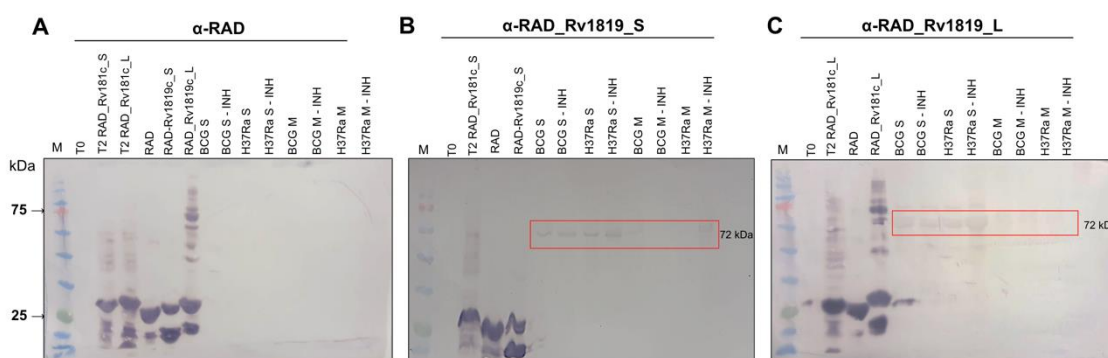 A
α-RAD
M
T0
T2 RAD_Rv181c_S
T2 RAD_Rv181c_L
RAD
RAD-Rv1819c_S
RAD_Rv1819c_L
BCG S
BCG S - INH
H37Ra S
H37Ra S - INH
BCG M
BCG M - INH
H37Ra M
H37Ra M - INH
kDa
75
25
B
α-RAD_Rv1819_S
M
T0
T2 RAD_Rv181c_S
RAD
RAD-Rv1819c_S
BCG S
BCG S - INH
H37Ra S
H37Ra S - INH
BCG M
BCG M - INH
H37Ra M
H37Ra M - INH
72 kDa
C
α-RAD_Rv1819_L
M
T0
T2 RAD_Rv181c_L
RAD
RAD_Rv181c_L
BCG S
BCG S - INH
H37Ra S
H37Ra S - INH
BCG M
BCG M - INH
H37Ra M
H37Ra M - INH
72 kD